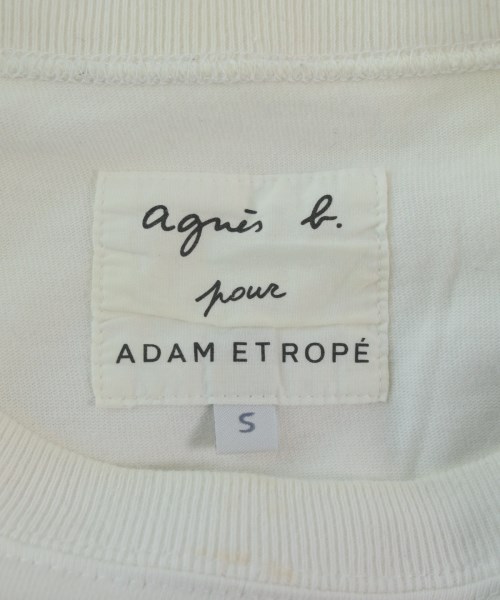 agnès b.
pour
ADAM ET ROPÉ
S